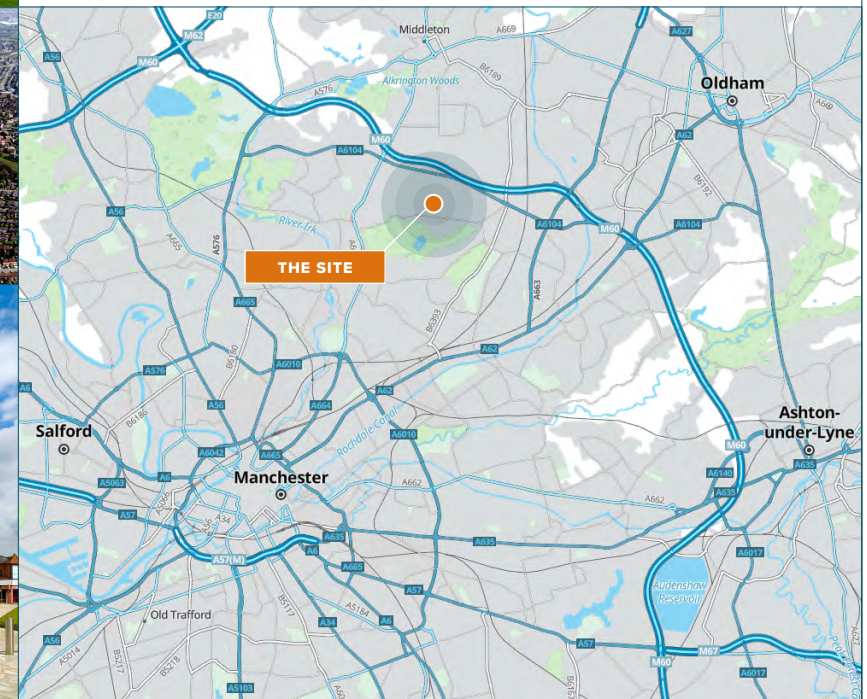 E20
M62
A56
M60
Middleton
A669
A627
B6189
Alkrington Woods
A576
Oldham
A669
M60
A62
A6104
B6192
A56
A665
River Irk
A576
A6104
A6104
M60
THE SITE
A663
A665
B6393
A62
B6180
A576
A6010
A6
B6186
A56
A664
A62
Rochdale Canal
A6010
Salford
Ashton-
under-Lyne
A6042
A665
M60
A635
A5063
A6
Manchester
A662
A6140
A635
A5066
A57
A56
A34
A662
A635
A635
A6
A57(M)
A665
A6017
A57
Audenshaw
Reservoir
Old Trafford
B5117
A5184
A34
A6
A56
A5014
B5217
B5218
A57
M60
M67
A627
A5103
A6017